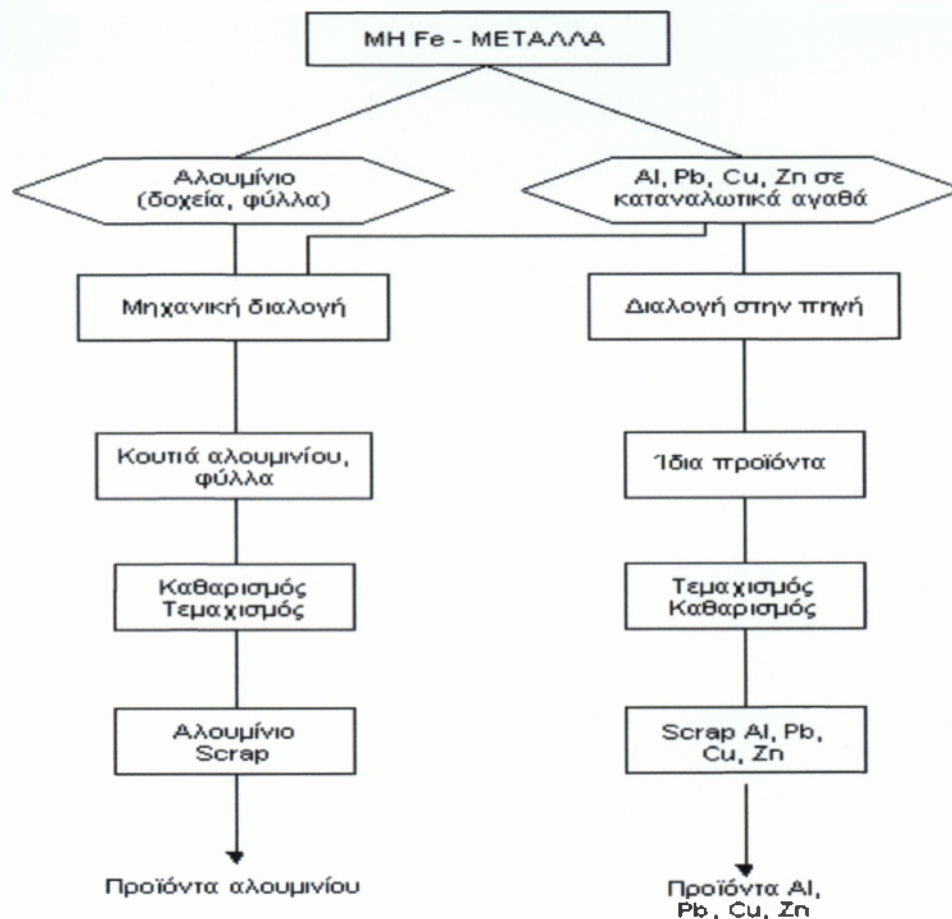 ΜΗ Fe - ΜΕΤΑΛΛΑ
Αλουμίνιο
(δοχεία, φύλλα)
Al, Pb, Cu, Zn σε
καταναλωτικά αγαθά
Μηχανική διαλογή
Διαλογή στην πηγή
Κουτιά αλουμινίου,
φύλλα
Ίδια προϊόντα
Καθαρισμός
Τεμαχισμός
Τεμαχισμός
Καθαρισμός
Αλουμίνιο
Scrap
Scrap Al, Pb,
Cu, Zn
Προϊόντα αλουμινίου
Προϊόντα Al,
Pb, Cu, Zn